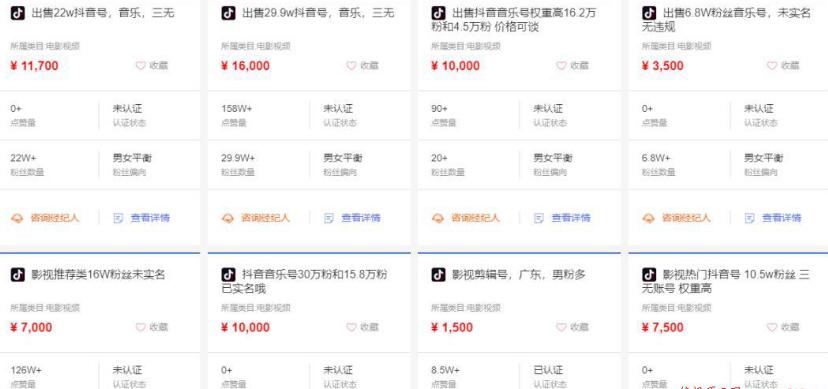 出售22w抖音号，音乐，三无
所属类目:电影视频
¥ 11,700
收藏
0+
未认证
点赞量
认证状态
22W+
男女平衡
粉丝数量
粉丝偏向
咨询经纪人
查看详情
出售29.9w抖音号，音乐，三无
所属类目:电影视频
¥ 16,000
收藏
158W+
未认证
点赞量
认证状态
29.9W+
男女平衡
粉丝数量
粉丝偏向
咨询经纪人
查看详情
出售抖音音乐号权重高16.2万
粉和4.5万粉 价格可谈
所属类目:电影视频
¥ 10,000
收藏
90+
未认证
点赞量
认证状态
20+
男女平衡
粉丝数量
粉丝偏向
咨询经纪人
查看详情
出售6.8W粉丝音乐号，未实名
无违规
所属类目:电影视频
¥ 3,500
收藏
0+
未认证
点赞量
认证状态
6.8W+
男女平衡
粉丝数量
粉丝偏向
咨询经纪人
查看详情
影视推荐类16W粉丝未实名
所属类目:电影视频
¥ 7,000
收藏
126W+
未认证
点赞量
认证状态
抖音音乐号30万粉和15.8万粉
已实名哦
所属类目:电影视频
¥ 10,000
收藏
0+
未认证
点赞量
认证状态
影视剪辑号，广东，男粉多
所属类目:电影视频
¥ 1,500
收藏
8.5W+
已认证
点赞量
认证状态
影视热门抖音号 10.5w粉丝 三
无账号 权重高
所属类目:电影视频
¥ 7,500
收藏
0+
未认证
点赞量
认证状态